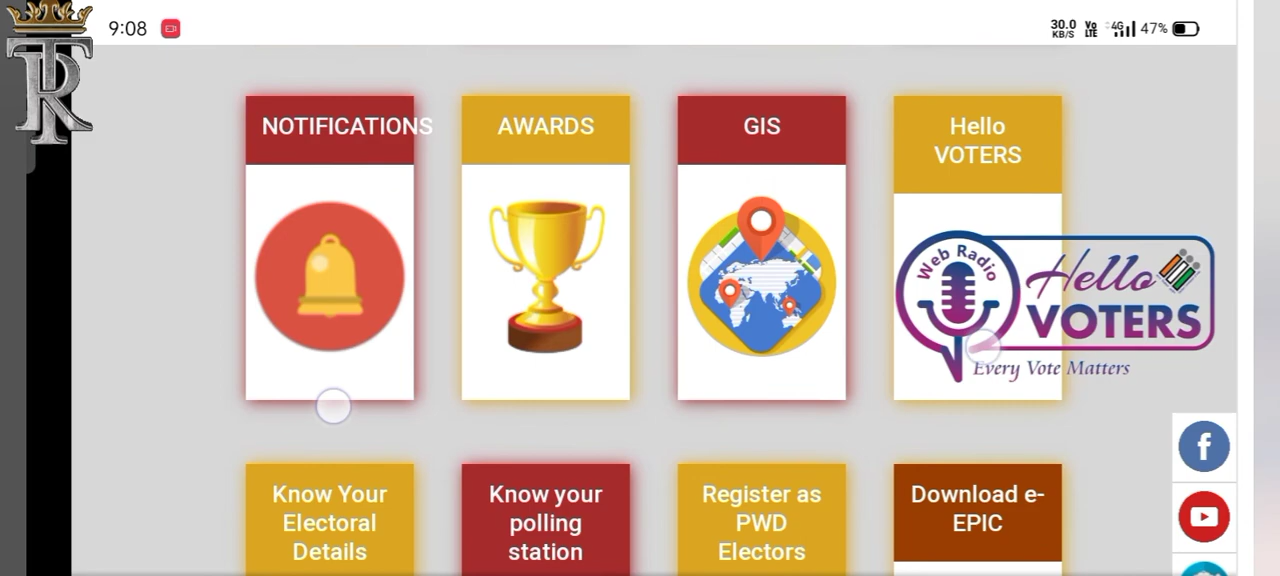 9:08
30.0
KB/S
Vo
LTE
4G
47%
TR
NOTIFICATIONS
AWARDS
GIS
Hello
VOTERS
Web Radio
Hello
VOTERS
Every Vote Matters
Know Your
Electoral
Details
Know your
polling
station
Register as
PWD
Electors
Download e-
EPIC